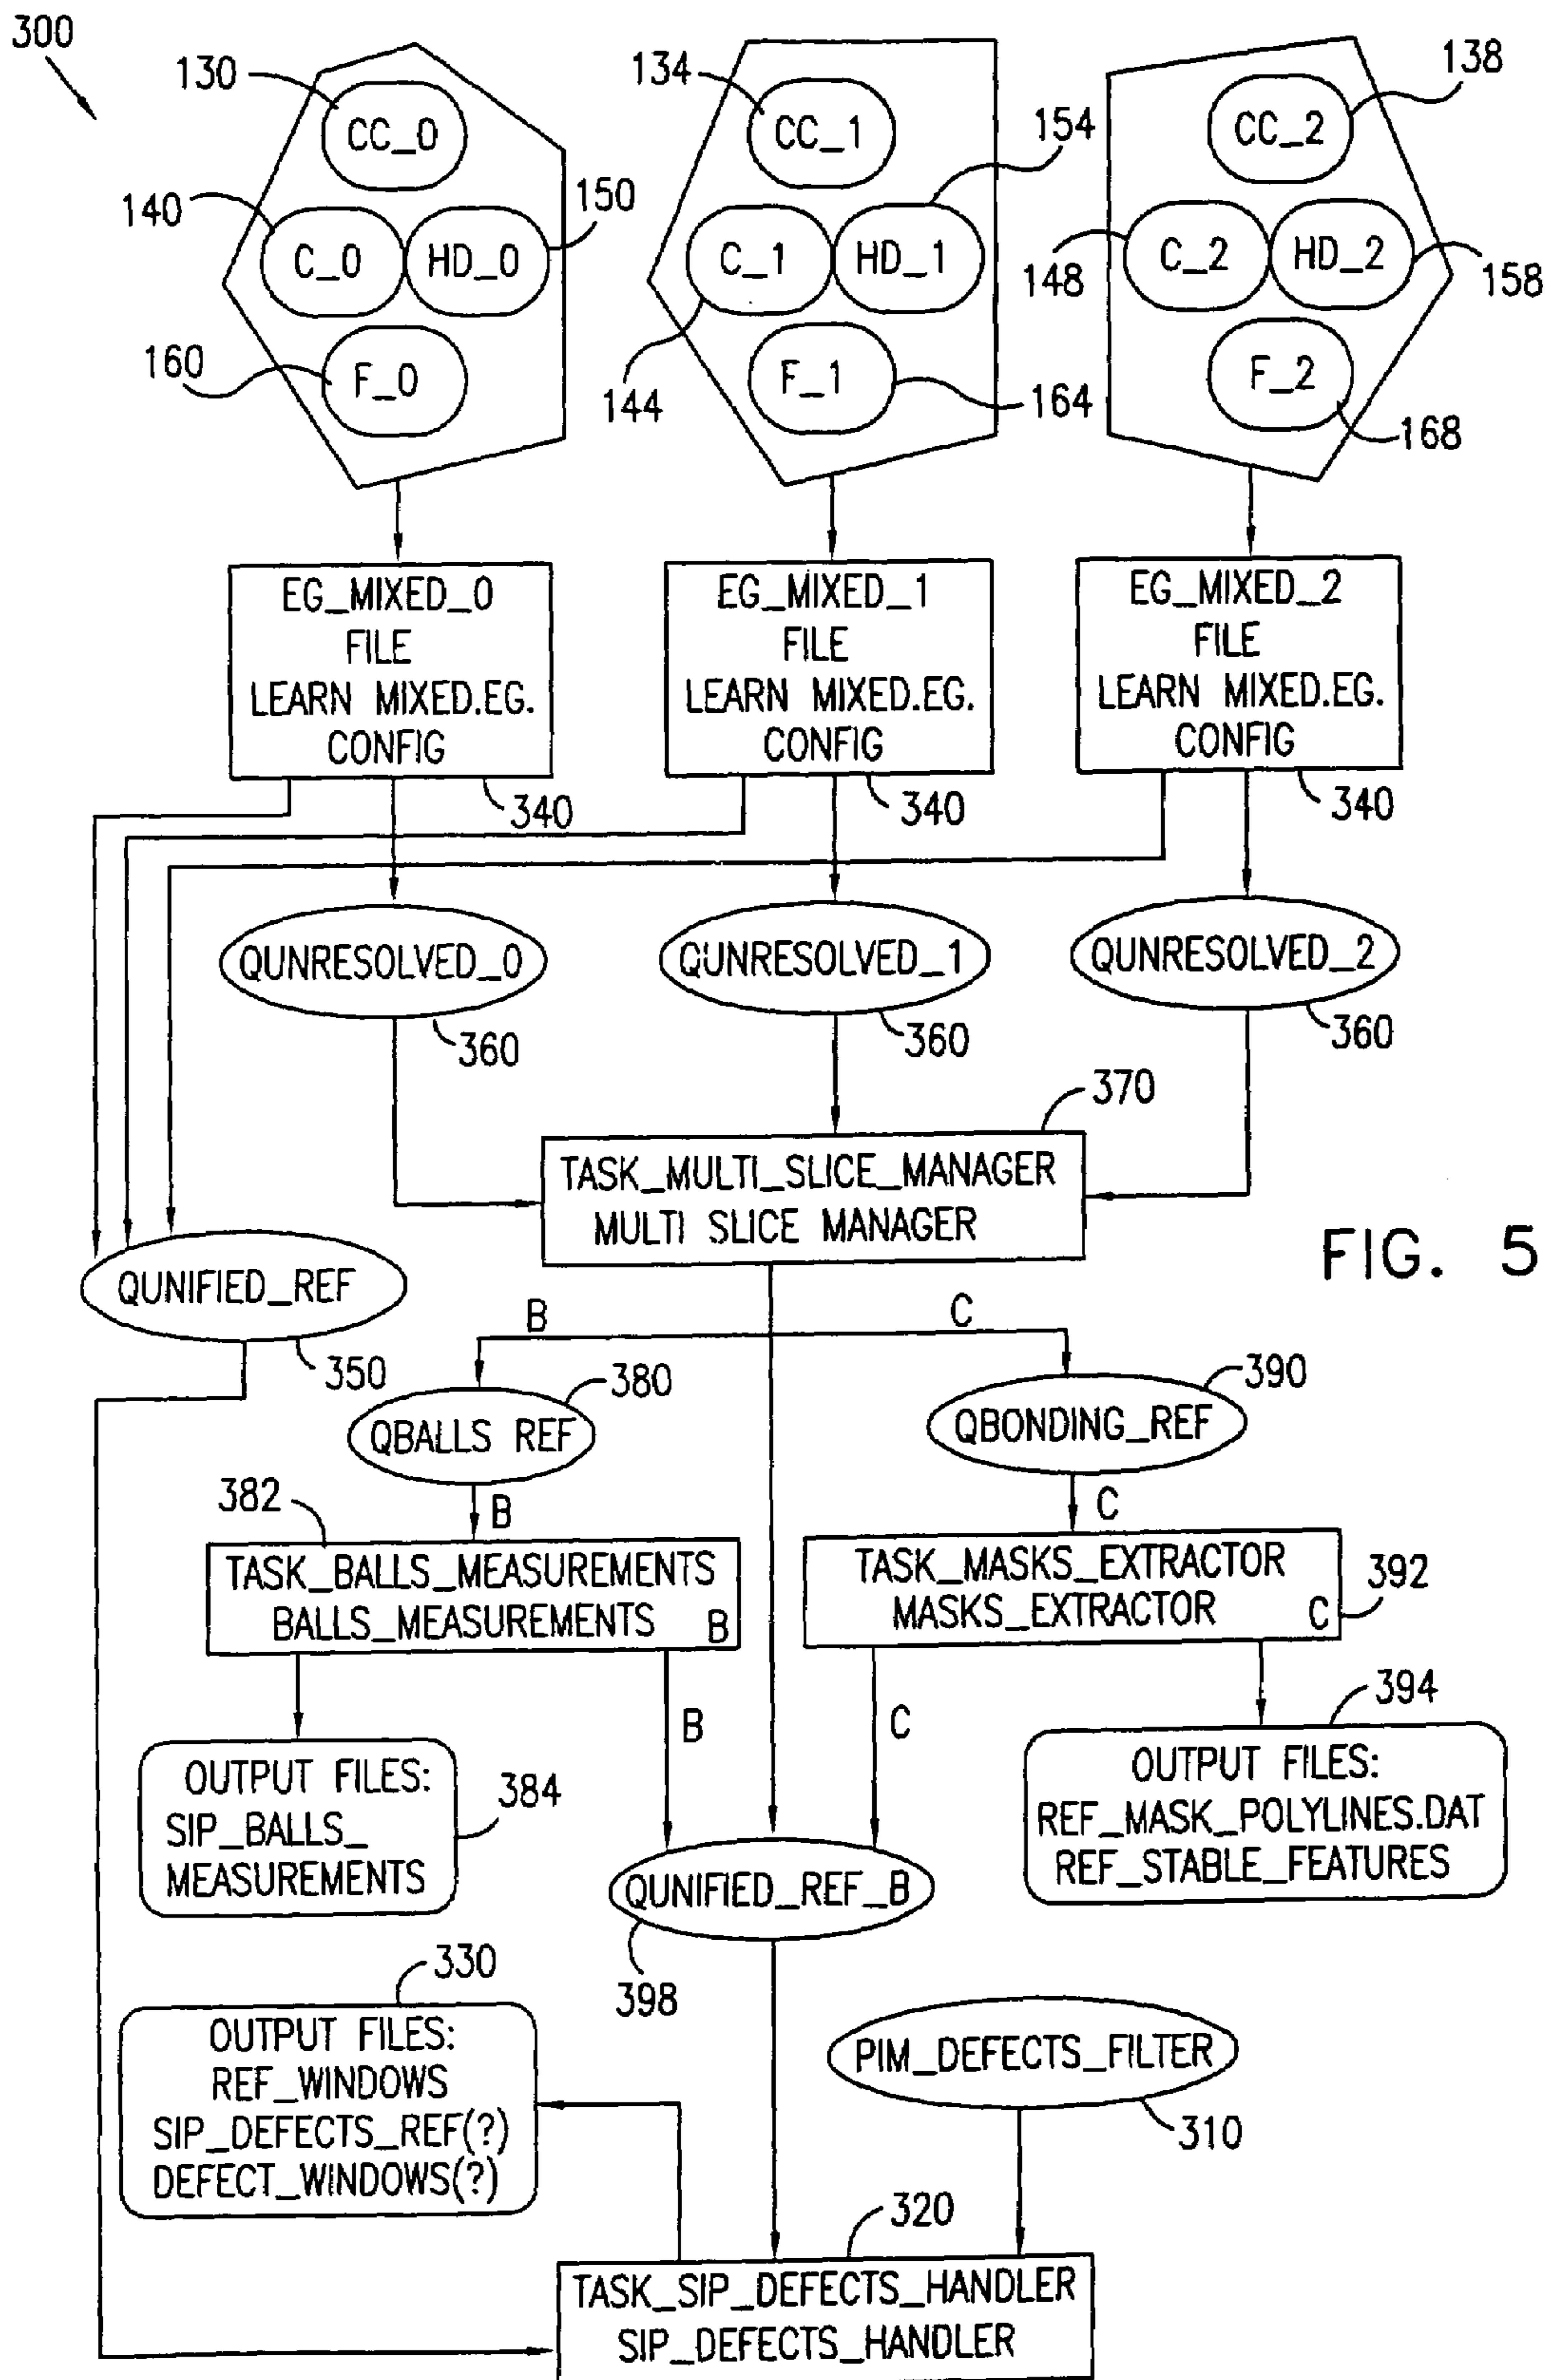 300
130
134
138
CC_0
CC_1
CC_2
154
140
150
C_0
HD_0
C_1
HD_1
C_2
HD_2
148
158
160
F_0
144
F_1
164
F_2
168
EG_MIXED_0
FILE
LEARN MIXED.EG.
CONFIG
EG_MIXED_1
FILE
LEARN MIXED.EG.
CONFIG
EG_MIXED_2
FILE
LEARN MIXED.EG.
CONFIG
340
340
340
QUNRESOLVED_0
QUNRESOLVED_1
QUNRESOLVED_2
360
360
360
370
TASK_MULTI_SLICE_MANAGER
MULTI SLICE MANAGER
FIG. 5
QUNIFIED_REF
350
B
C
380
390
QBALLS REF
QBONDING_REF
382
B
C
TASK_BALLS_MEASUREMENTS
BALLS_MEASUREMENTS
B
TASK_MASKS_EXTRACTOR
MASKS_EXTRACTOR
C
392
B
C
394
OUTPUT FILES:
SIP_BALLS_
MEASUREMENTS
384
OUTPUT FILES:
REF_MASK_POLYLINES.DAT
REF_STABLE_FEATURES
QUNIFIED_REF_B
398
330
OUTPUT FILES:
REF_WINDOWS
SIP_DEFECTS_REF(?)
DEFECT_WINDOWS(?)
PIM_DEFECTS_FILTER
310
320
TASK_SIP_DEFECTS_HANDLER
SIP_DEFECTS_HANDLER